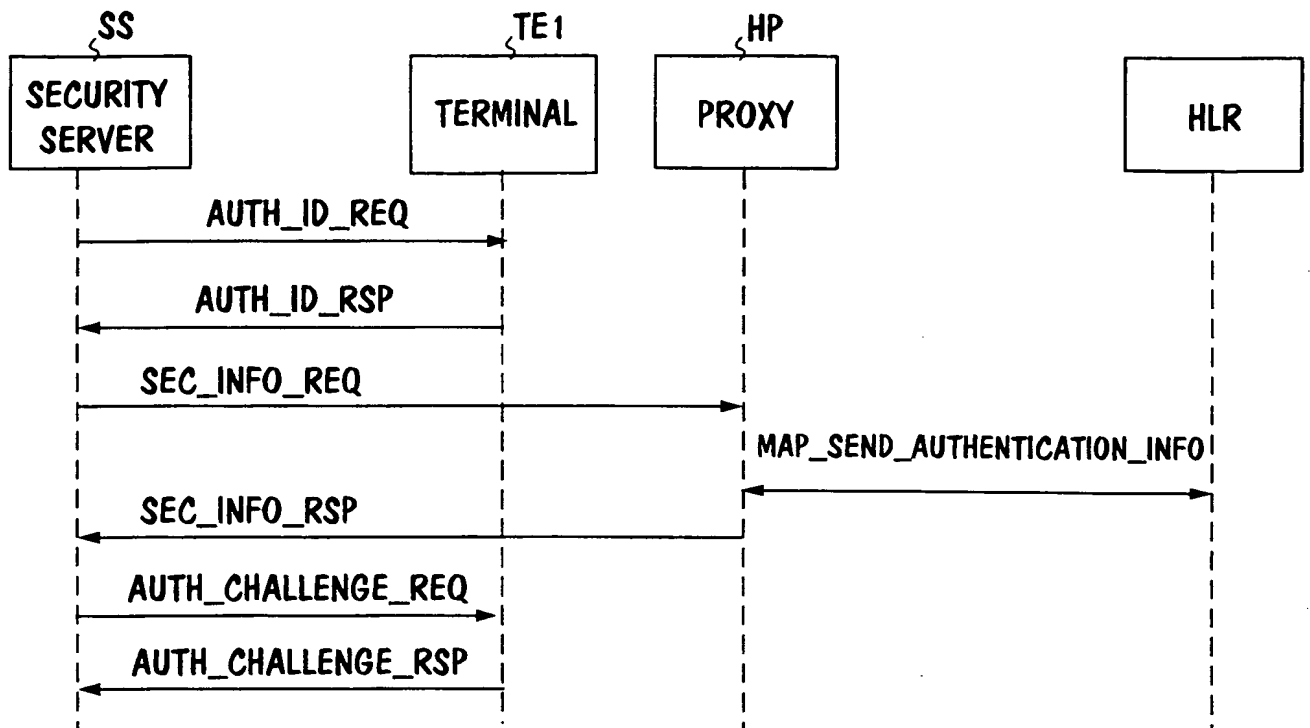 SS
TE1
HP
SECURITY
SERVER
TERMINAL
PROXY
HLR
AUTH_ID_REQ
AUTH_ID_RSP
SEC_INFO_REQ
MAP_SEND_AUTHENTICATION_INFO
SEC_INFO_RSP
AUTH_CHALLENGE_REQ
AUTH_CHALLENGE_RSP